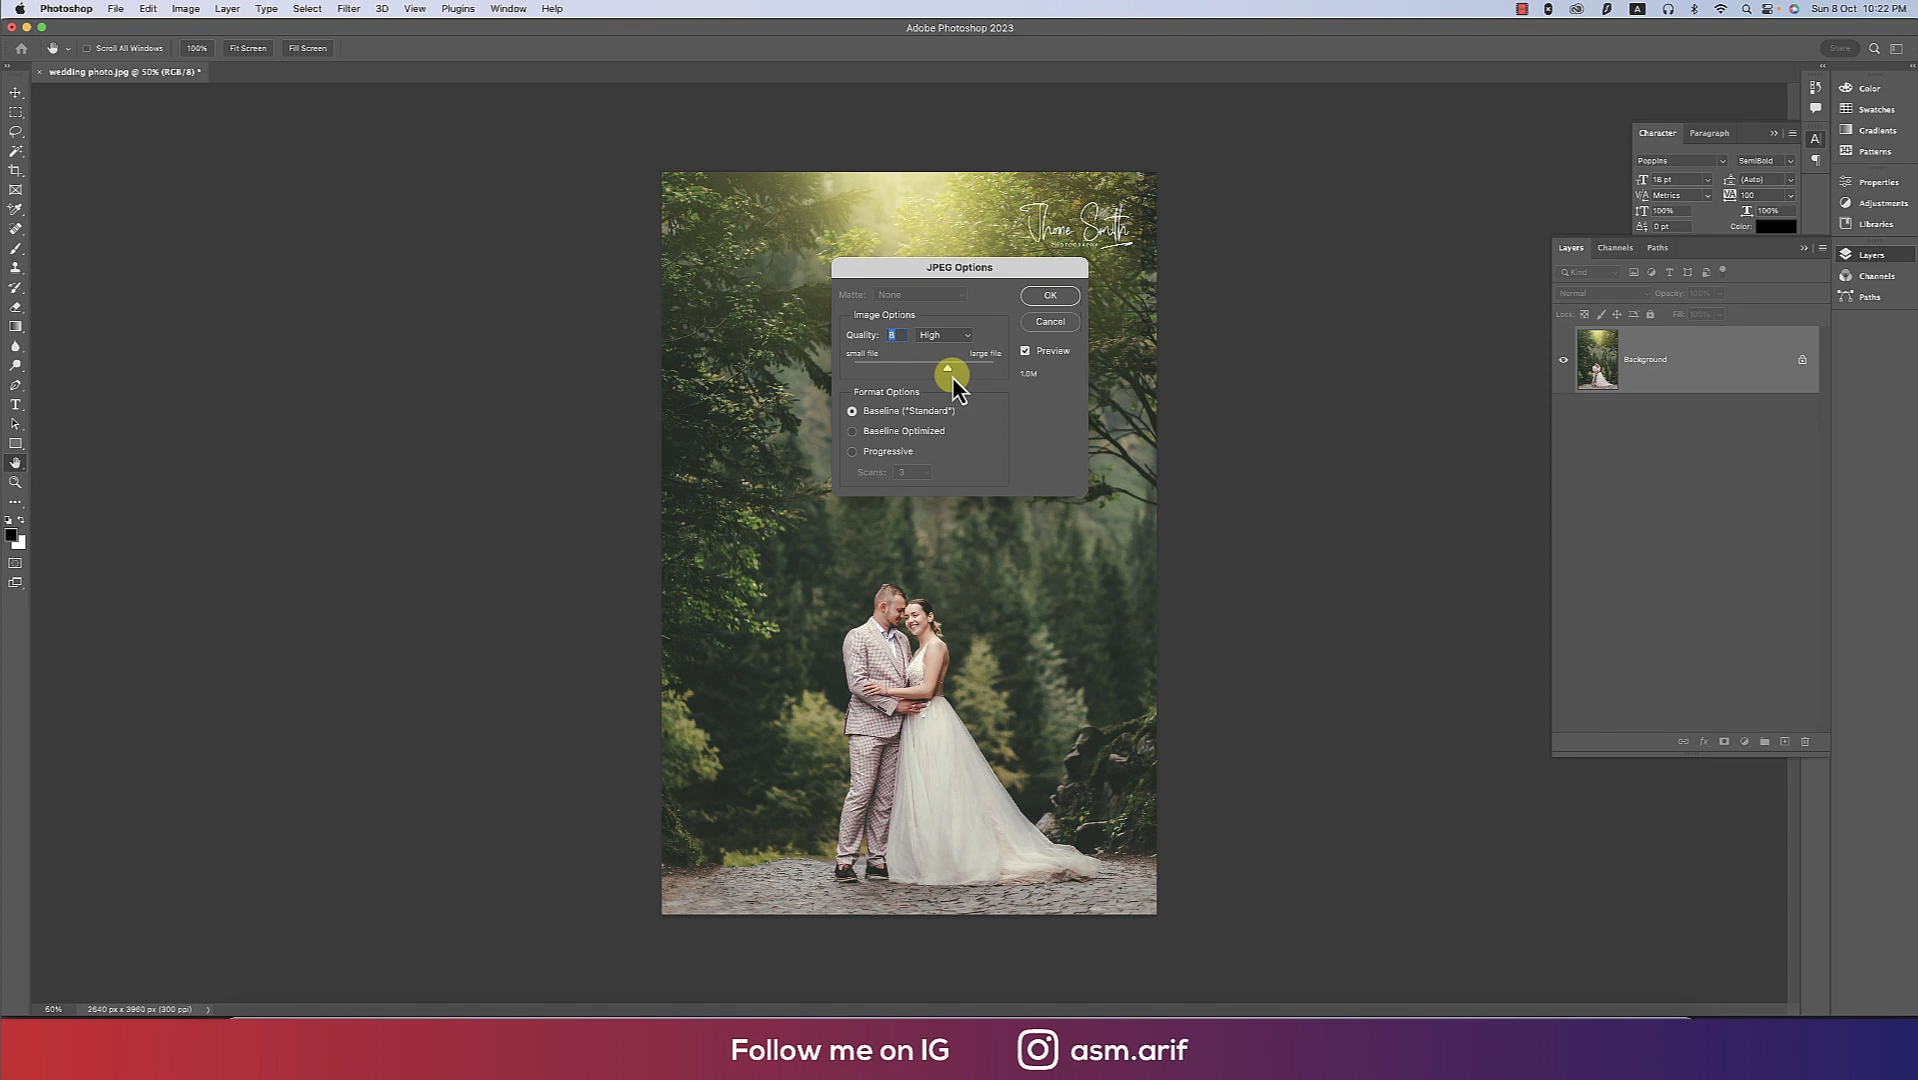 Photoshop File Edit Image Layer Type Select Filter 3D View Plugins Window Help
Sun 8 Oct 10:22 PM
Adobe Photoshop 2023
Scroll All Windows 100% Fit Screen Fill Screen
Share
wedding photo.jpg @ 50% (RGB/8) *
Color
Swatches
Gradients
Patterns
Properties
Adjustments
Libraries
Layers
Channels
Paths
Character Paragraph
Poppins SemiBold
18 pt (Auto)
Metrics 100
100% 100%
0 pt Color:
Layers Channels Paths
Kind
Normal Opacity: 100%
Lock: Fill: 100%
Background
Jhone Smith
PHOTOGRAPHY
JPEG Options
Matte: None
OK
Image Options
Cancel
Quality: 8 High
small file large file
Preview
1.0M
Format Options
Baseline ("Standard")
Baseline Optimized
Progressive
Scans: 3
50% 2640 px x 3960 px (300 ppi)
Follow me on IG asm.arif